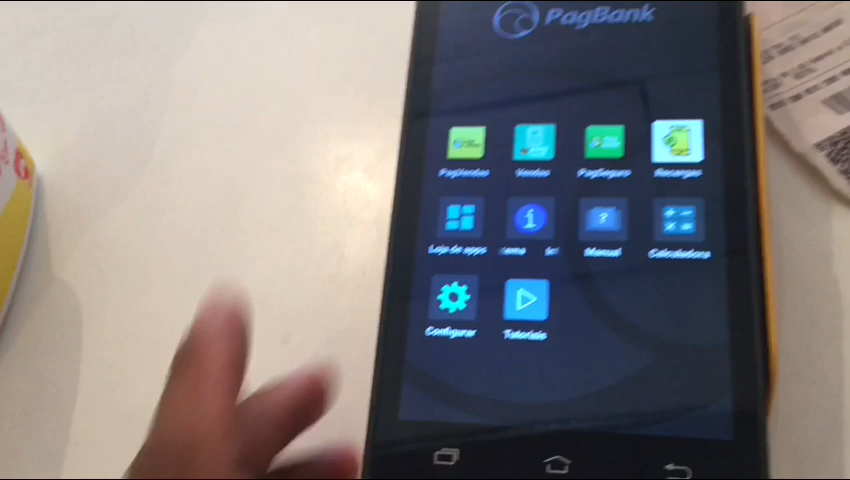 PagBank
PagVendas Vendas PagSeguro Recargas
Loja de apps Manual Calculadora
Configurar Tutoriais